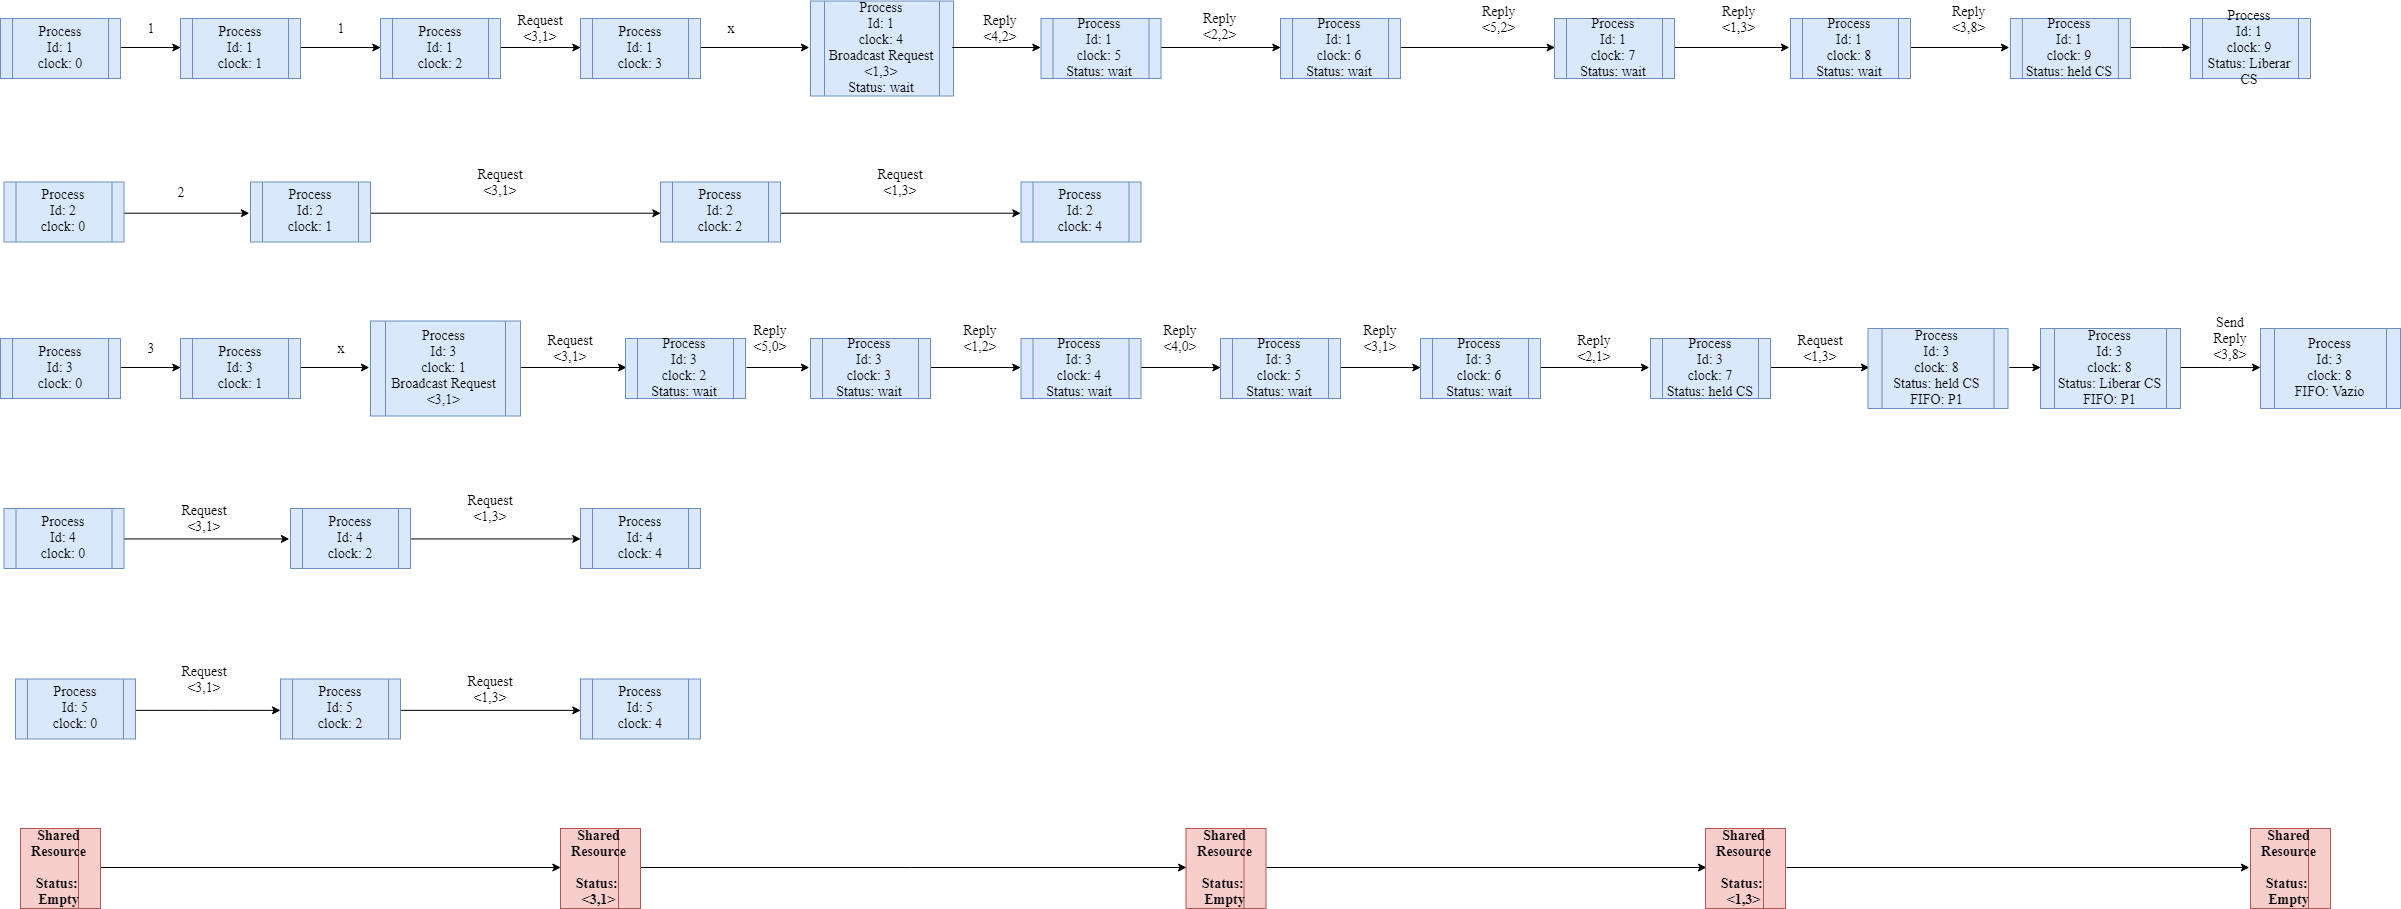 Process
Id: 1
clock: 0
1
Process
Id: 1
clock: 1
1
Process
Id: 1
clock: 2
Request
<3,1>
Process
Id: 1
clock: 3
x
Process
Id: 1
clock: 4
Broadcast Request
<1,3>
Status: wait
Reply
<4,2>
Process
Id: 1
clock: 5
Status: wait
Reply
<2,2>
Process
Id: 1
clock: 6
Status: wait
Reply
<5,2>
Process
Id: 1
clock: 7
Status: wait
Reply
<1,3>
Process
Id: 1
clock: 8
Status: wait
Reply
<3,8>
Process
Id: 1
clock: 9
Status: held CS
Process
Id: 1
clock: 9
Status: Liberar
CS
Process
Id: 2
clock: 0
2
Process
Id: 2
clock: 1
Request
<3,1>
Process
Id: 2
clock: 2
Request
<1,3>
Process
Id: 2
clock: 4
Process
Id: 3
clock: 0
3
Process
Id: 3
clock: 1
x
Process
Id: 3
clock: 1
Broadcast Request
<3,1>
Request
<3,1>
Process
Id: 3
clock: 2
Status: wait
Reply
<5,0>
Process
Id: 3
clock: 3
Status: wait
Reply
<1,2>
Process
Id: 3
clock: 4
Status: wait
Reply
<4,0>
Process
Id: 3
clock: 5
Status: wait
Reply
<3,1>
Process
Id: 3
clock: 6
Status: wait
Reply
<2,1>
Process
Id: 3
clock: 7
Status: held CS
Request
<1,3>
Process
Id: 3
clock: 8
Status: held CS
FIFO: P1
Process
Id: 3
clock: 8
Status: Liberar CS
FIFO: P1
Send
Reply
<3,8>
Process
Id: 3
clock: 8
FIFO: Vazio
Process
Id: 4
clock: 0
Request
<3,1>
Process
Id: 4
clock: 2
Request
<1,3>
Process
Id: 4
clock: 4
Process
Id: 5
clock: 0
Request
<3,1>
Process
Id: 5
clock: 2
Request
<1,3>
Process
Id: 5
clock: 4
Shared
Resource
Status:
Empty
Shared
Resource
Status:
<3,1>
Shared
Resource
Status:
Empty
Shared
Resource
Status:
<1,3>
Shared
Resource
Status:
Empty